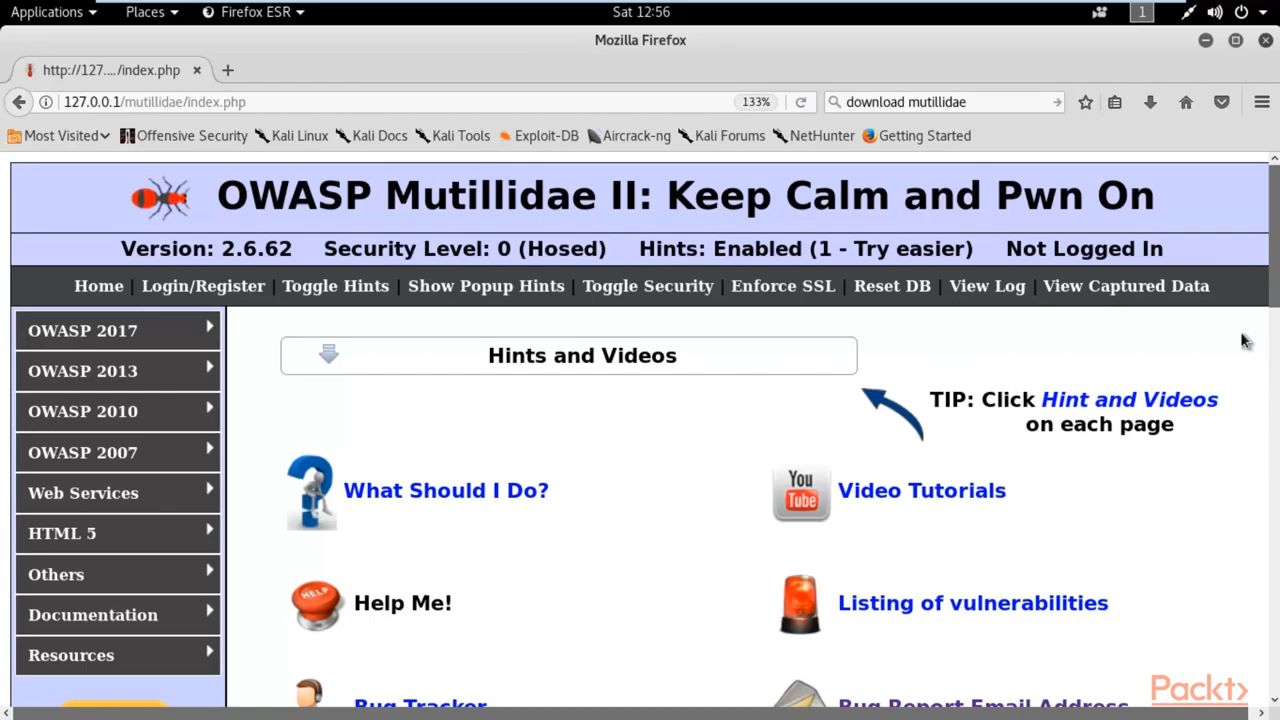 Applications Places Firefox ESR Sat 12:56 1
Mozilla Firefox
http://127..../index.php
127.0.0.1/mutillidae/index.php 133% download mutillidae
Most Visited Offensive Security Kali Linux Kali Docs Kali Tools Exploit-DB Aircrack-ng Kali Forums NetHunter Getting Started
OWASP Mutillidae II: Keep Calm and Pwn On
Version: 2.6.62 Security Level: 0 (Hosed) Hints: Enabled (1 - Try easier) Not Logged In
Home | Login/Register | Toggle Hints | Show Popup Hints | Toggle Security | Enforce SSL | Reset DB | View Log | View Captured Data
OWASP 2017
OWASP 2013
OWASP 2010
OWASP 2007
Web Services
HTML 5
Others
Documentation
Resources
Hints and Videos
TIP: Click Hint and Videos
on each page
What Should I Do?
You
Tube
Video Tutorials
HELP
Help Me!
Listing of vulnerabilities
Bug Tracker
Bug Report Email Address
Packt>